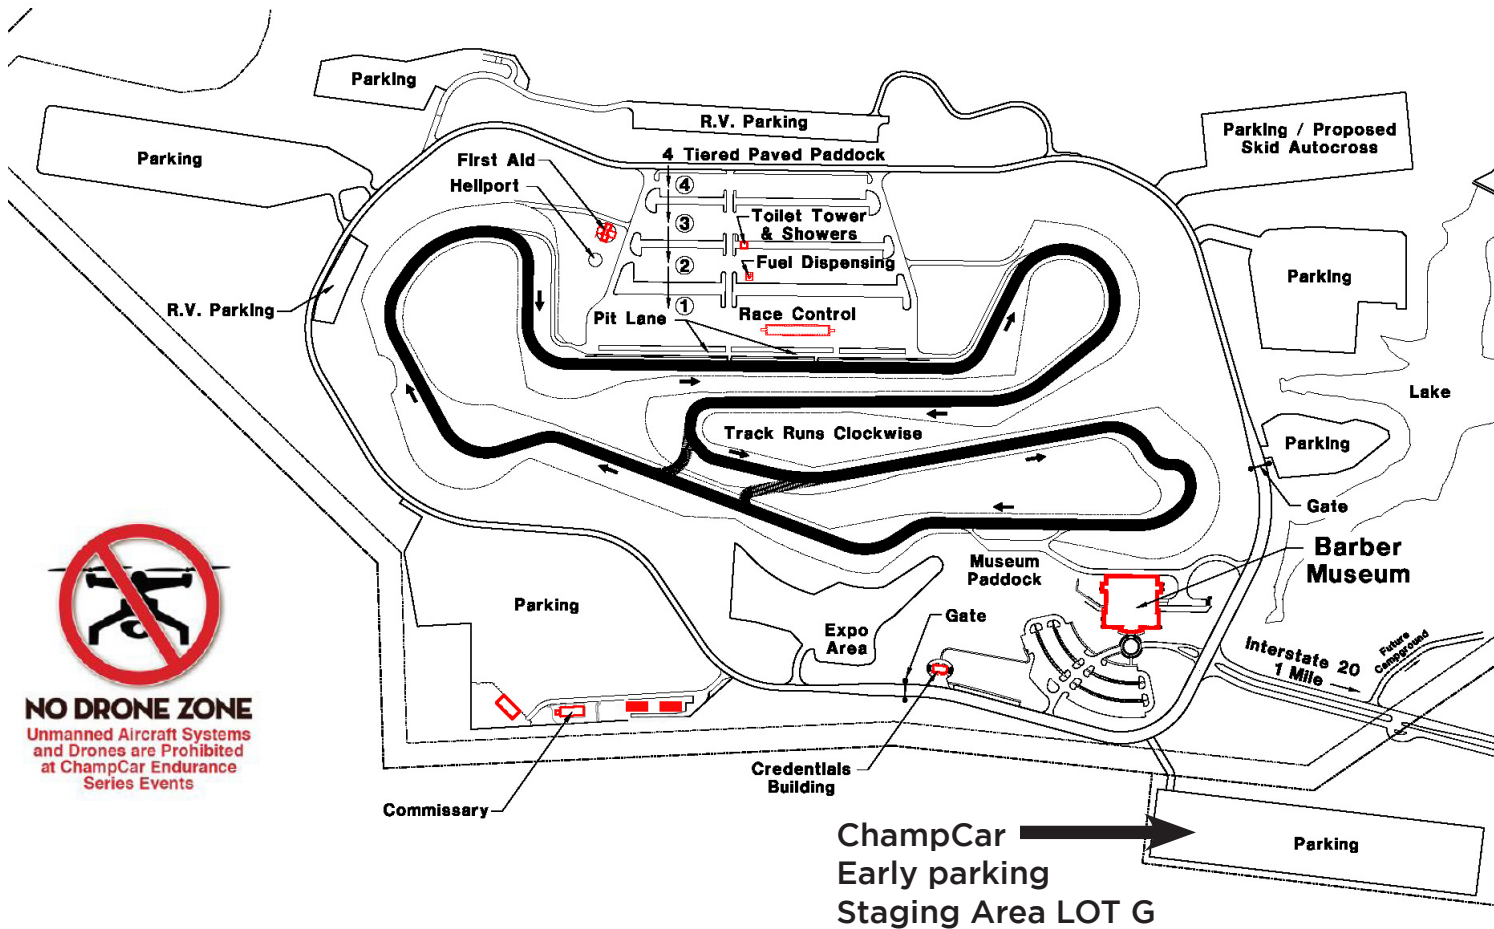 Parking
R.V. Parking
Parking / Proposed
Skid Autocross
Parking
First Aid
Heliport
4 Tiered Paved Paddock
4
3
Toilet Tower
& Showers
2
Fuel Dispensing
Parking
R.V. Parking
1
Pit Lane
Race Control
Lake
Track Runs Clockwise
Parking
Gate
Barber
Museum
Museum
Paddock
Parking
Gate
Expo
Area
Interstate 20
1 Mile
Future
Campground
NO DRONE ZONE
Unmanned Aircraft Systems
and Drones are Prohibited
at ChampCar Endurance
Series Events
Credentials
Building
Commissary
ChampCar
Early parking
Staging Area LOT G
Parking